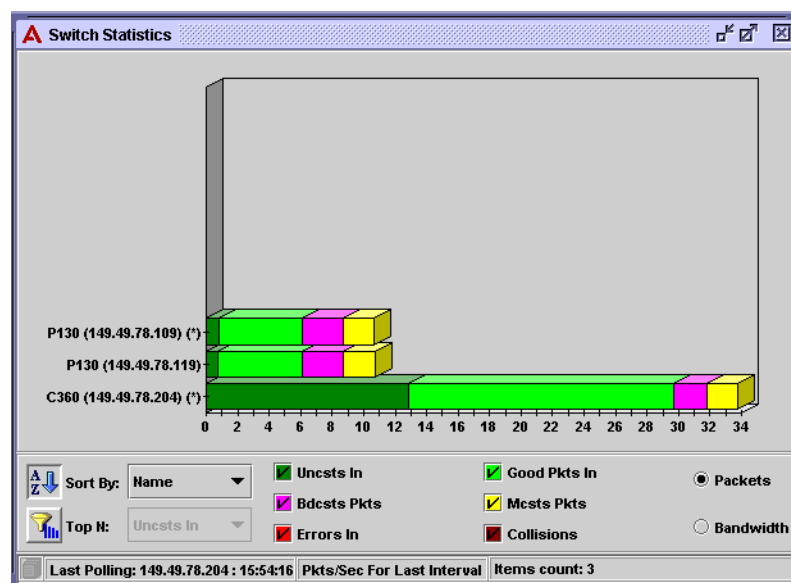 Switch Statistics
P130 (149.49.78.109) (*)
P130 (149.49.78.119)
C360 (149.49.78.204) (*)
0 2 4 6 8 10 12 14 16 18 20 22 24 26 28 30 32 34
A Z Sort By: Name Uncsts In Good Pkts In Packets
Bdcsts Pkts Mcsts Pkts
Top N: Uncsts In Errors In Collisions Bandwidth
Last Polling: 149.49.78.204 : 15:54:16 Pkts/Sec For Last Interval Items count: 3